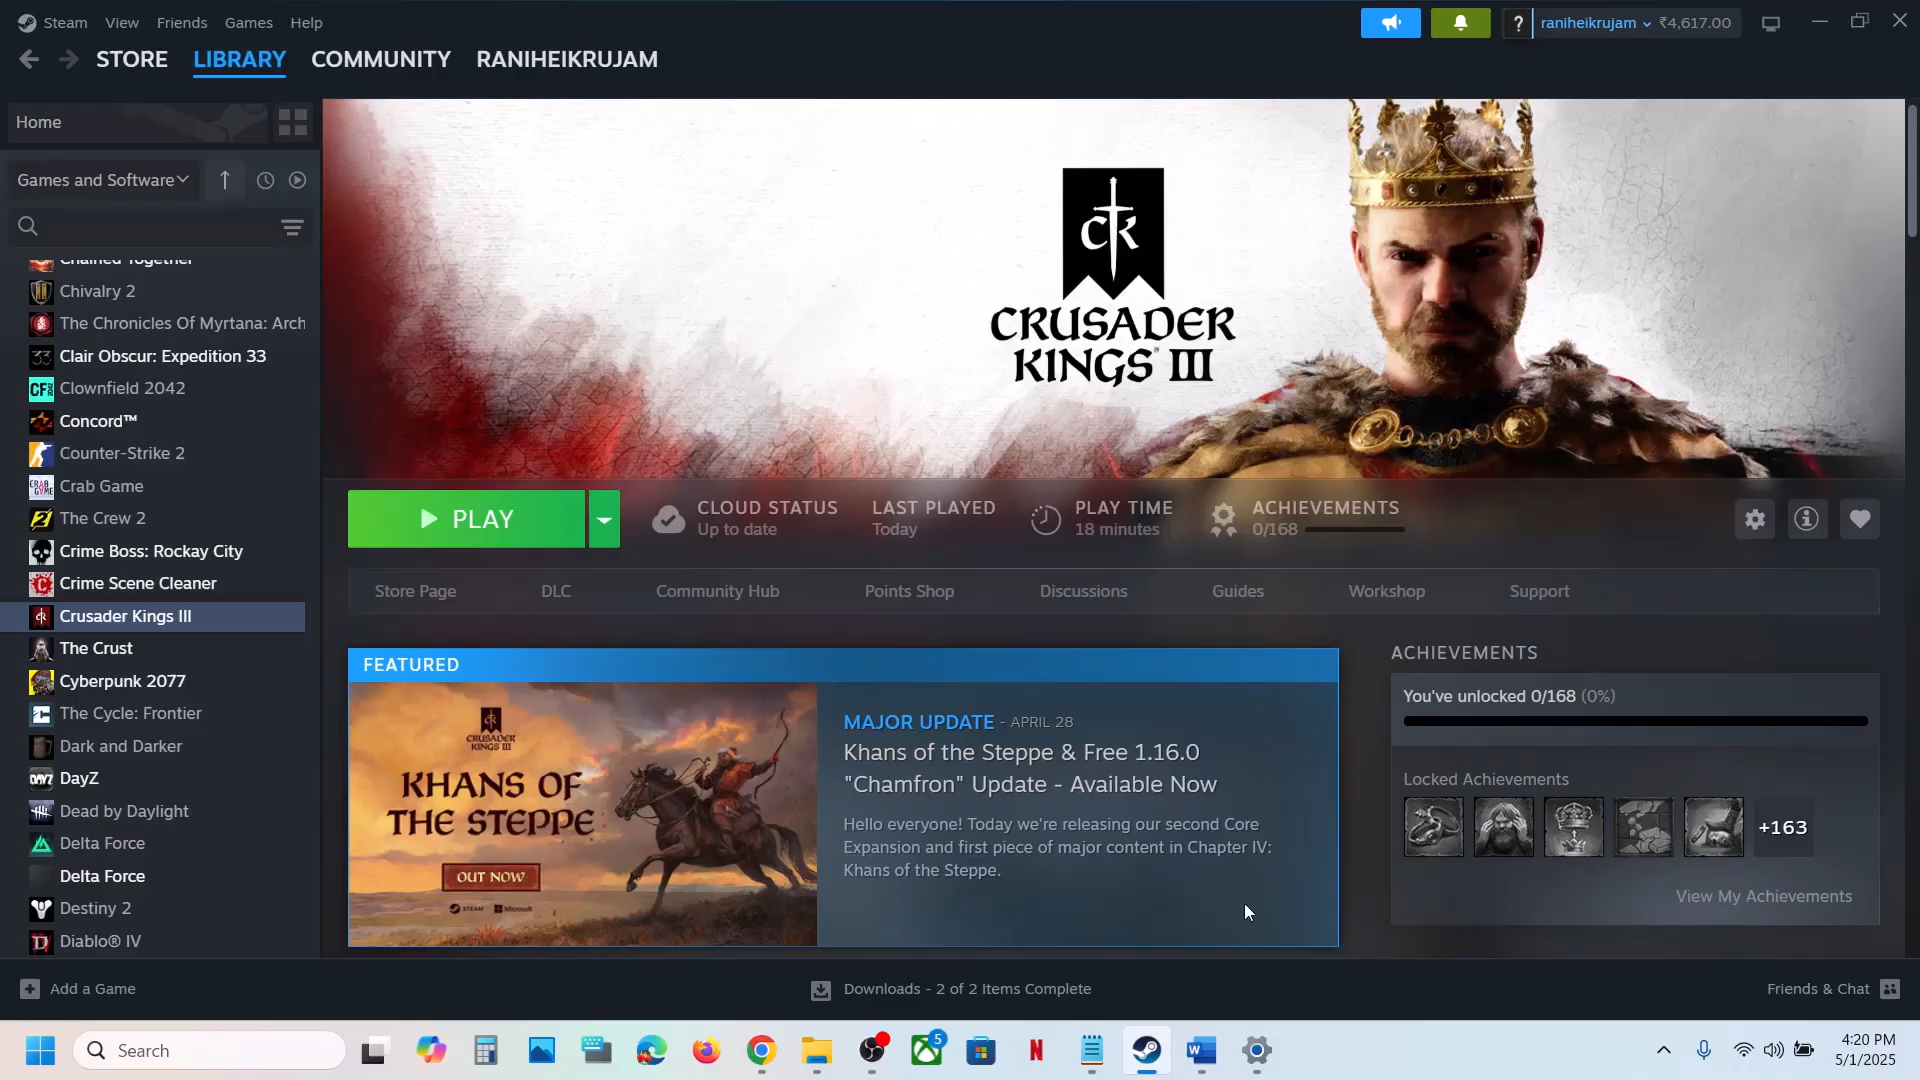 Steam View Friends Games Help
? raniheikrujam ₹4,617.00
STORE LIBRARY COMMUNITY RANIHEIKRUJAM
Home
Games and Software
Chained Together
Chivalry 2
The Chronicles Of Myrtana: Arch
Clair Obscur: Expedition 33
Clownfield 2042
Concord™
Counter-Strike 2
Crab Game
The Crew 2
Crime Boss: Rockay City
Crime Scene Cleaner
Crusader Kings III
The Crust
Cyberpunk 2077
The Cycle: Frontier
Dark and Darker
DayZ
Dead by Daylight
Delta Force
Delta Force
Destiny 2
Diablo® IV
CK
CRUSADER
KINGS III
PLAY
CLOUD STATUS
Up to date
LAST PLAYED
Today
PLAY TIME
18 minutes
ACHIEVEMENTS
0/168
Store Page DLC Community Hub Points Shop Discussions Guides Workshop Support
FEATURED
CRUSADER
KINGS III
KHANS OF
THE STEPPE
OUT NOW
STEAM Microsoft
MAJOR UPDATE - APRIL 28
Khans of the Steppe & Free 1.16.0
"Chamfron" Update - Available Now
Hello everyone! Today we're releasing our second Core
Expansion and first piece of major content in Chapter IV:
Khans of the Steppe.
ACHIEVEMENTS
You've unlocked 0/168 (0%)
Locked Achievements
+163
View My Achievements
Add a Game
Downloads - 2 of 2 Items Complete
Friends & Chat
Search
5
4:20 PM
5/1/2025